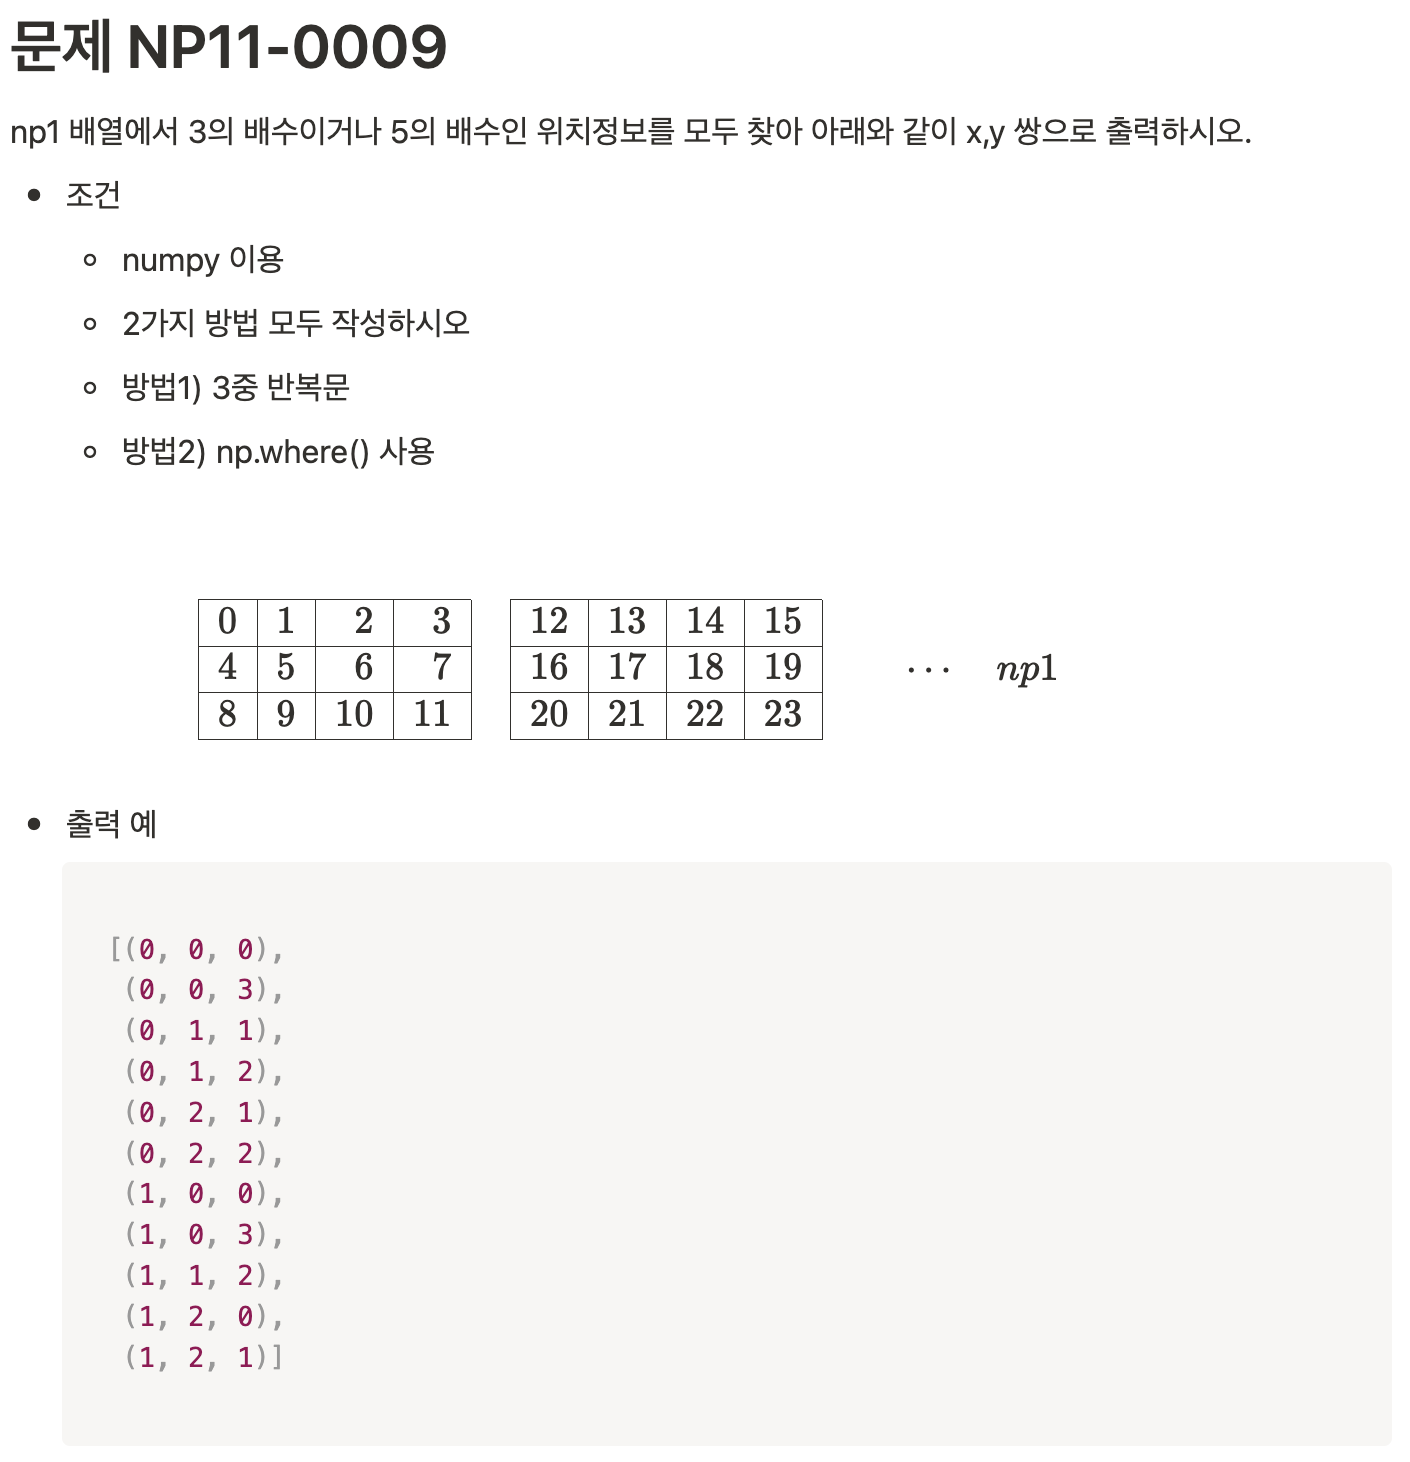 문제 NP11-0009
np1 배열에서 3의 배수이거나 5의 배수인 위치정보를 모두 찾아 아래와 같이 x,y 쌍으로 출력하시오.
조건
numpy 이용
2가지 방법 모두 작성하시오
방법1) 3중 반복문
방법2) np.where() 사용
0 1 2 3 12 13 14 15
4 5 6 7 16 17 18 19 ··· np1
8 9 10 11 20 21 22 23
출력 예
[(0, 0, 0),
(0, 0, 3),
(0, 1, 1),
(0, 1, 2),
(0, 2, 1),
(0, 2, 2),
(1, 0, 0),
(1, 0, 3),
(1, 1, 2),
(1, 2, 0),
(1, 2, 1)]